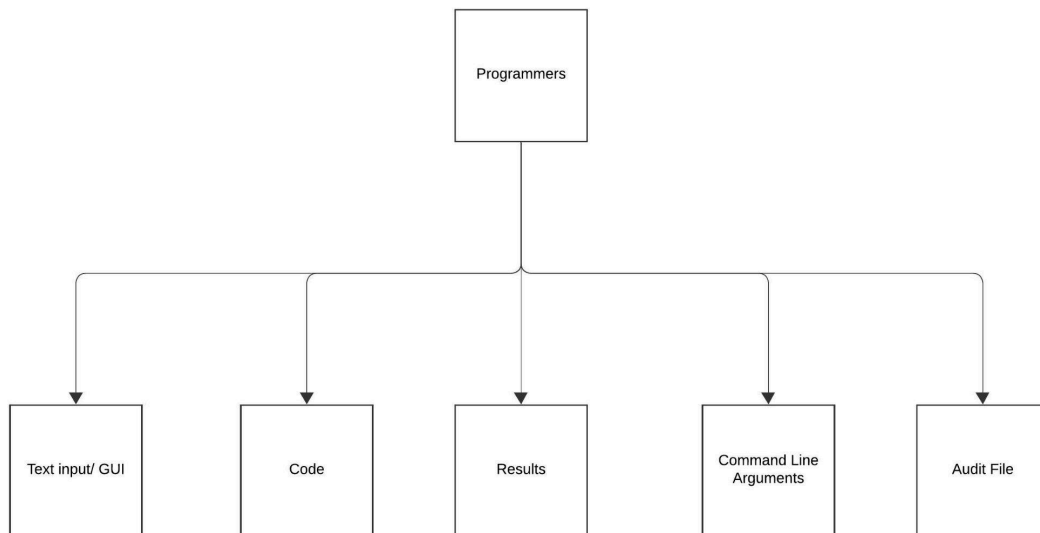 Programmers
Text input/ GUI
Code
Results
Command Line
Arguments
Audit File